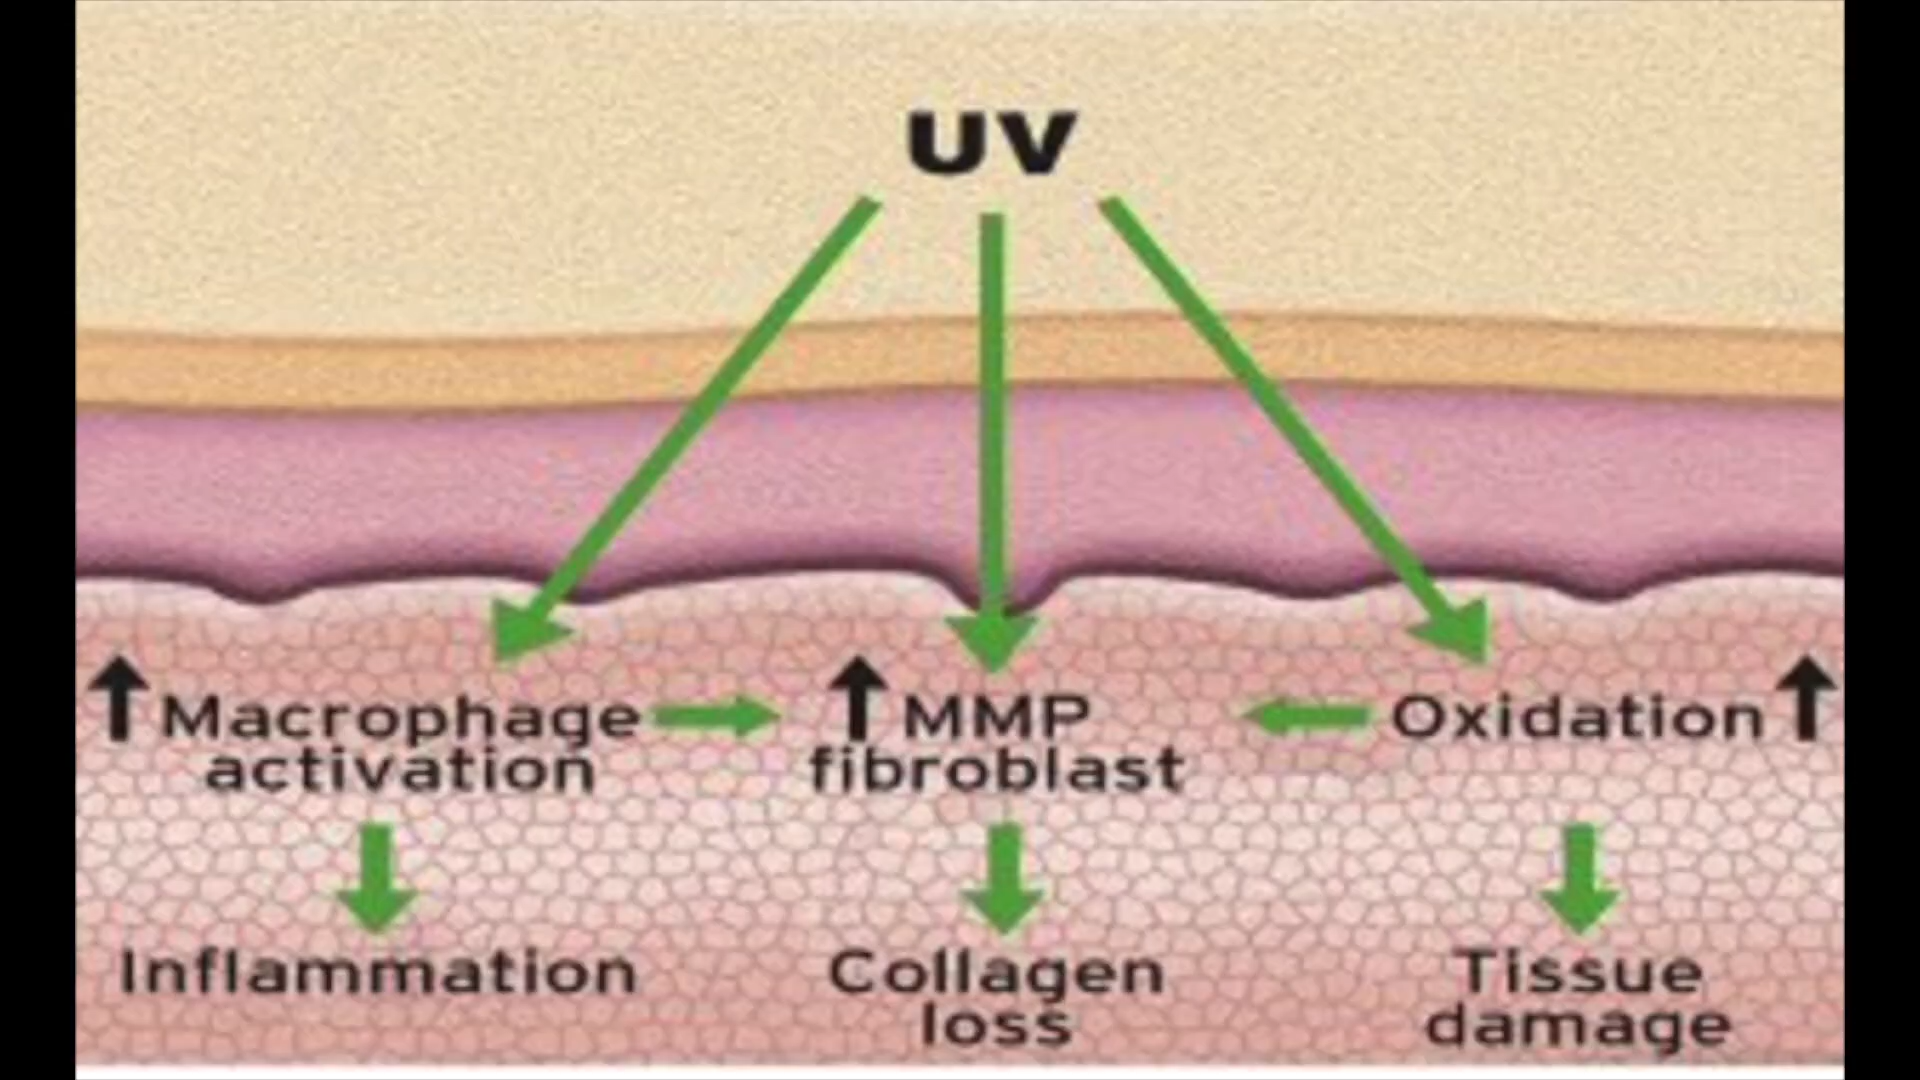 UV
Macrophage
activation
MMP
fibroblast
Oxidation
Inflammation
Collagen
loss
Tissue
damage